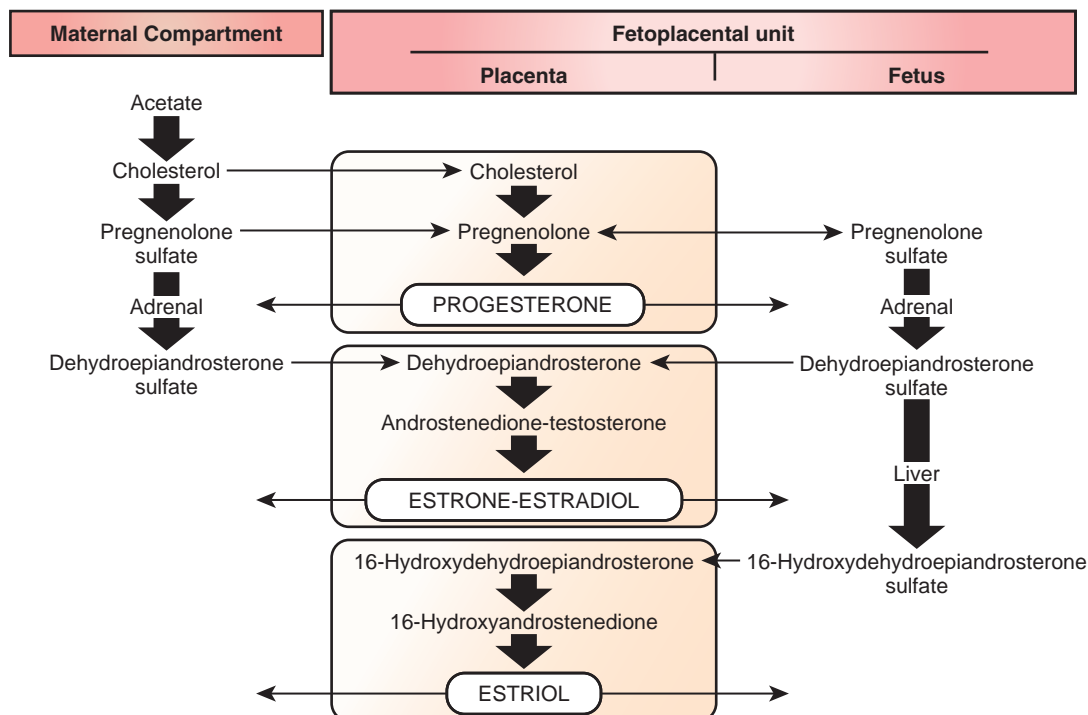 Maternal Compartment
Fetoplacental unit
Placenta
Fetus
Acetate
Cholesterol
Cholesterol
Pregnenolone
sulfate
Pregnenolone
Pregnenolone
sulfate
Adrenal
PROGESTERONE
Adrenal
Dehydroepiandrosterone
sulfate
Dehydroepiandrosterone
Dehydroepiandrosterone
sulfate
Androstenedione-testosterone
Liver
ESTRONE-ESTRADIOL
16-Hydroxydehydroepiandrosterone
16-Hydroxydehydroepiandrosterone
sulfate
16-Hydroxyandrostenedione
ESTRIOL